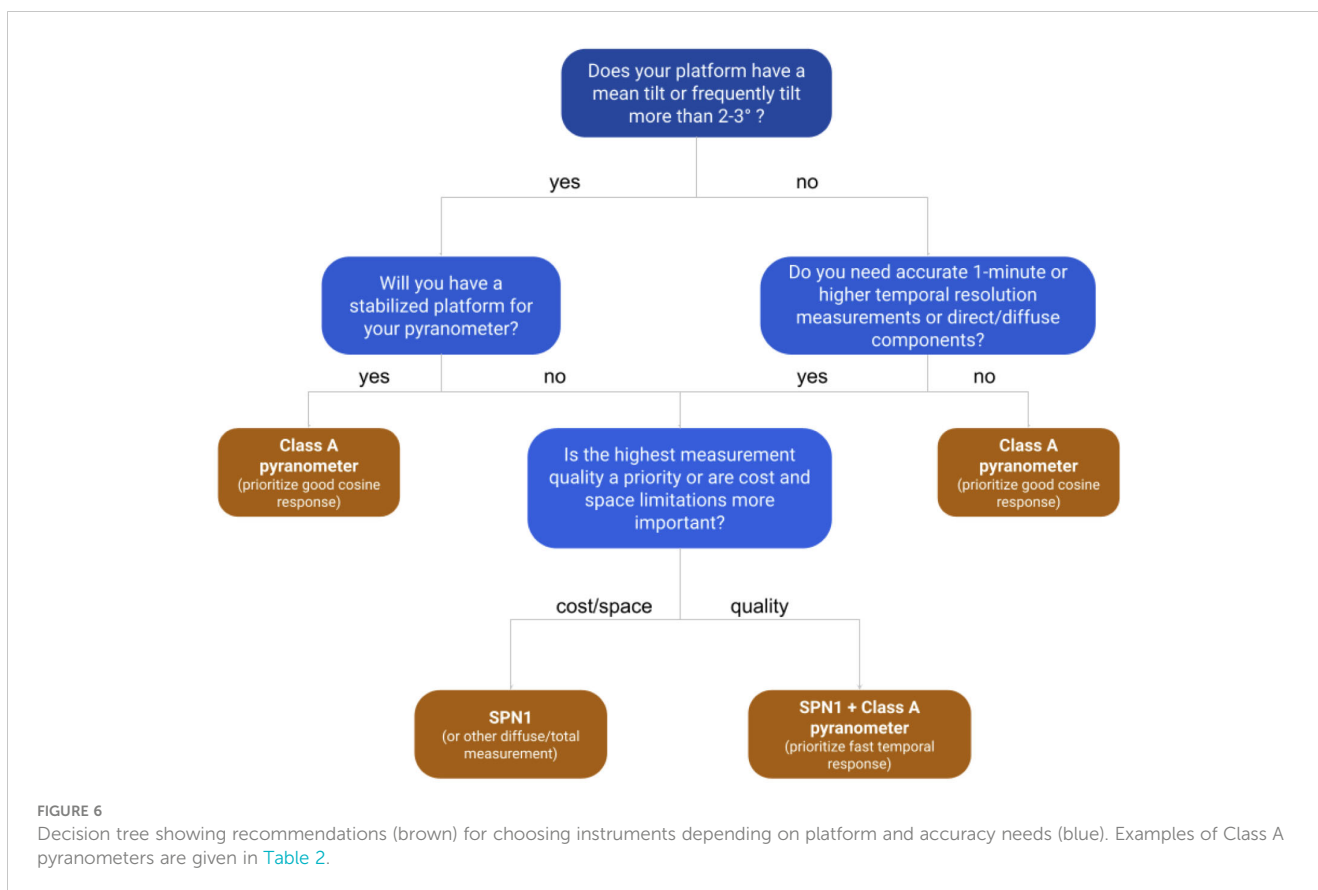 Does your platform have a
mean tilt or frequently tilt
more than 2-3° ?
yes
no
Will you have a
stabilized platform for
your pyranometer?
Do you need accurate 1-minute or
higher temporal resolution
measurements or direct/diffuse
components?
yes
no
yes
no
Class A
pyranometer
(prioritize good cosine
response)
Is the highest measurement
quality a priority or are cost and
space limitations more
important?
Class A
pyranometer
(prioritize good cosine
response)
cost/space
quality
SPN1
(or other diffuse/total
measurement)
SPN1 + Class A
pyranometer
(prioritize fast temporal
response)
FIGURE 6
Decision tree showing recommendations (brown) for choosing instruments depending on platform and accuracy needs (blue). Examples of Class A
pyranometers are given in Table 2.